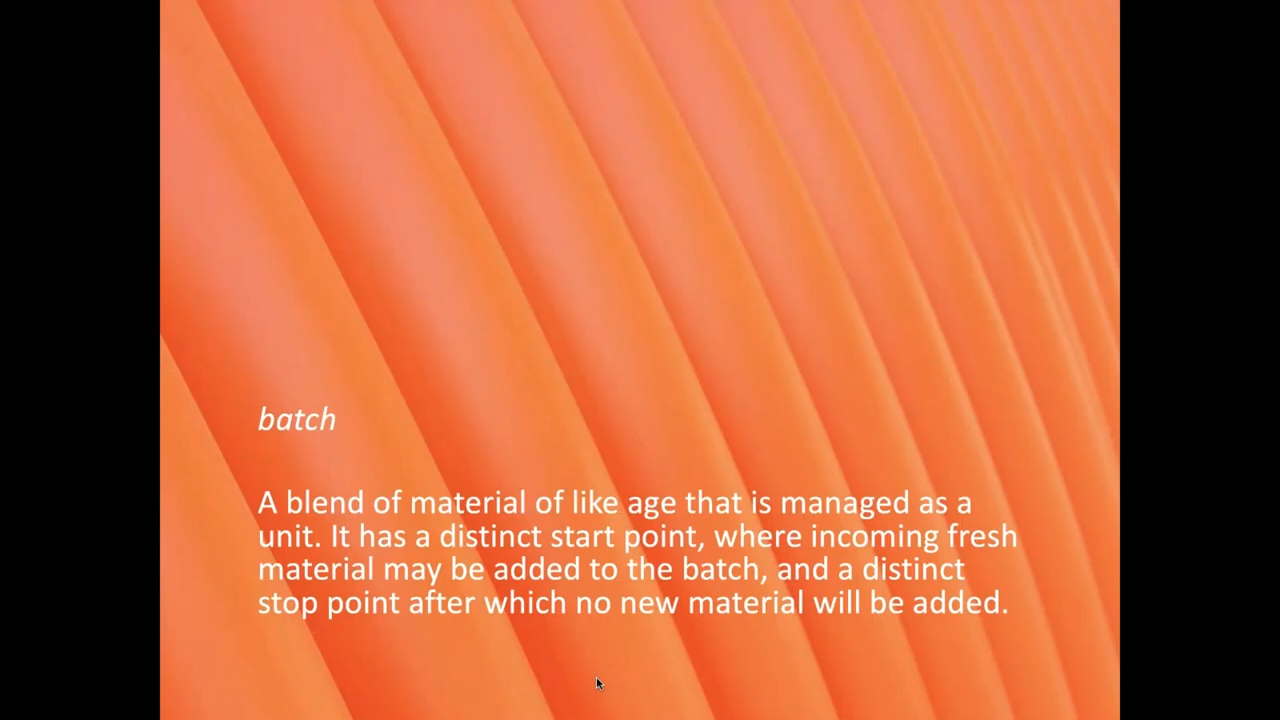 batch
A blend of material of like age that is managed as a
unit. It has a distinct start point, where incoming fresh
material may be added to the batch, and a distinct
stop point after which no new material will be added.